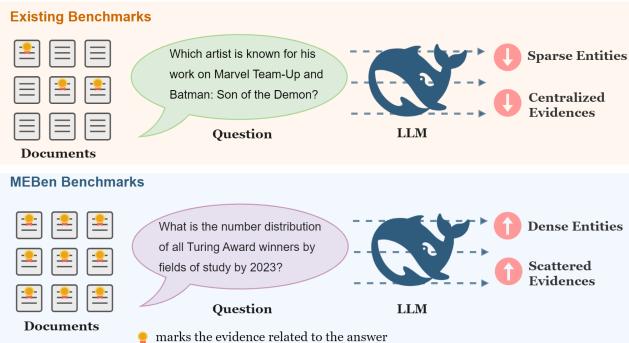 Existing Benchmarks
Which artist is known for his
work on Marvel Team-Up and
Batman: Son of the Demon?
Question
Documents
LLM
Sparse Entities
Centralized
Evidences
MEBen Benchmarks
What is the number distribution
of all Turing Award winners by
fields of study by 2023?
Question
Documents
LLM
Dense Entities
Scattered
Evidences
marks the evidence related to the answer